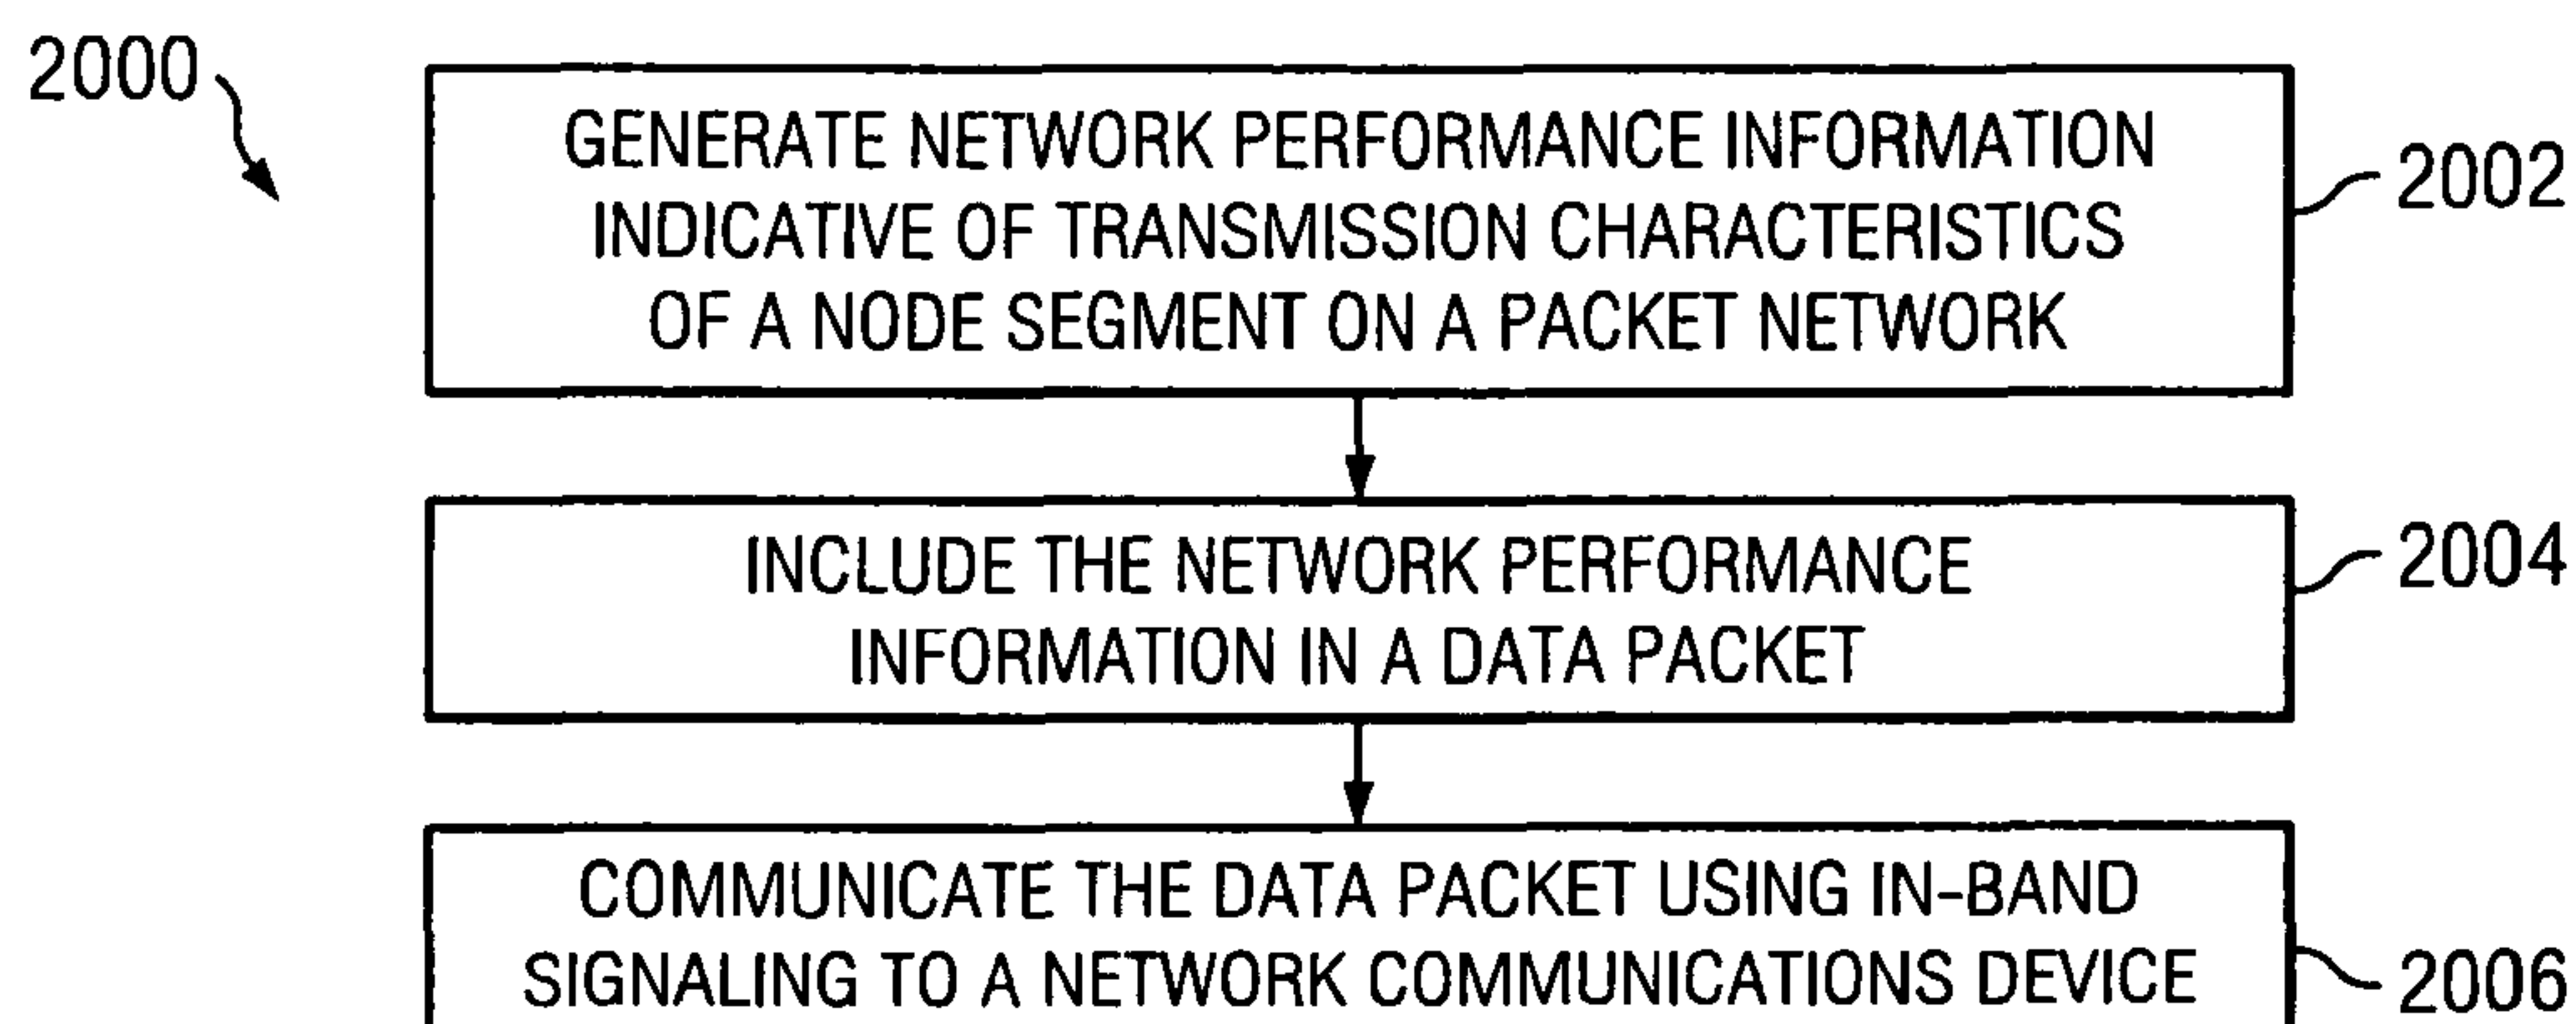 2000
GENERATE NETWORK PERFORMANCE INFORMATION
INDICATIVE OF TRANSMISSION CHARACTERISTICS
OF A NODE SEGMENT ON A PACKET NETWORK
2002
INCLUDE THE NETWORK PERFORMANCE
INFORMATION IN A DATA PACKET
2004
COMMUNICATE THE DATA PACKET USING IN-BAND
SIGNALING TO A NETWORK COMMUNICATIONS DEVICE
2006